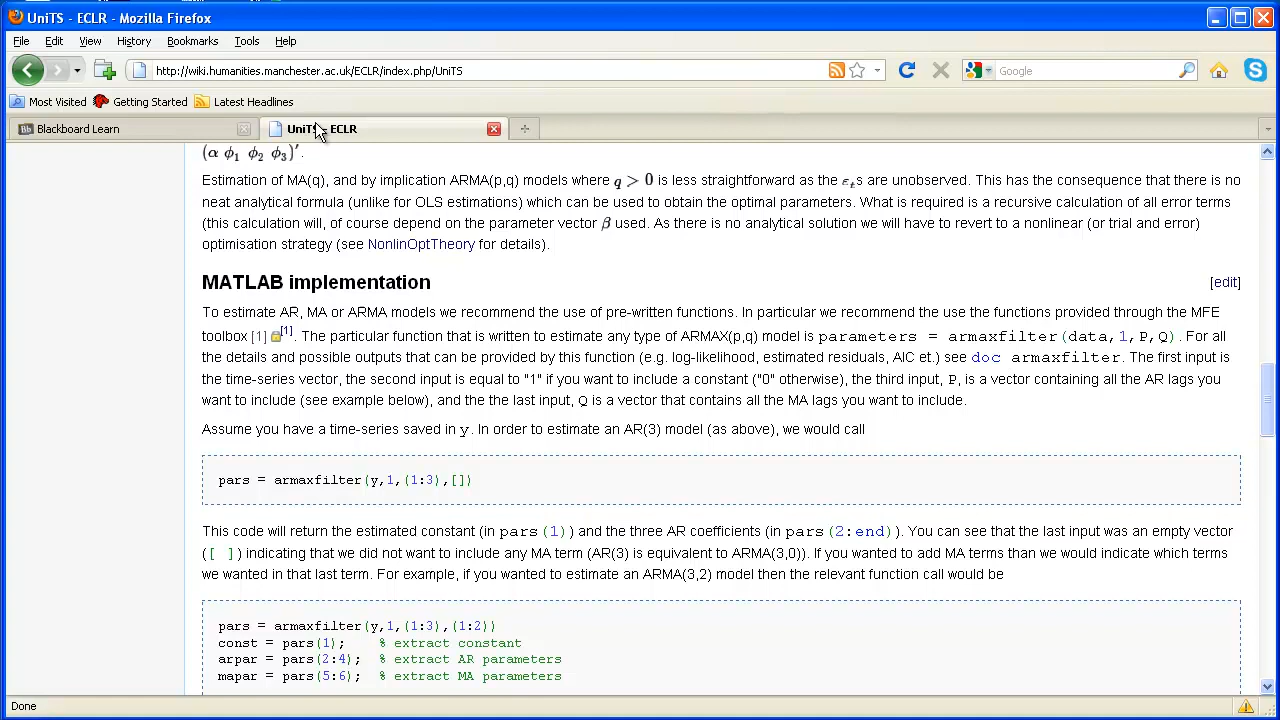 UniTS - ECLR - Mozilla Firefox
File Edit View History Bookmarks Tools Help
http://wiki.humanities.manchester.ac.uk/ECLR/index.php/UniTS
Google
Most Visited Getting Started Latest Headlines
Blackboard Learn UniTS - ECLR
(α ϕ1 ϕ2 ϕ3)′.
Estimation of MA(q), and by implication ARMA(p,q) models where q > 0 is less straightforward as the εts are unobserved. This has the consequence that there is no
neat analytical formula (unlike for OLS estimations) which can be used to obtain the optimal parameters. What is required is a recursive calculation of all error terms
(this calculation will, of course depend on the parameter vector β used. As there is no analytical solution we will have to revert to a nonlinear (or trial and error)
optimisation strategy (see NonlinOptTheory for details).
MATLAB implementation [edit]
To estimate AR, MA or ARMA models we recommend the use of pre-written functions. In particular we recommend the use the functions provided through the MFE
toolbox [1] [1]. The particular function that is written to estimate any type of ARMAX(p,q) model is parameters = armaxfilter(data,1,P,Q). For all
the details and possible outputs that can be provided by this function (e.g. log-likelihood, estimated residuals, AIC et.) see doc armaxfilter. The first input is
the time-series vector, the second input is equal to "1" if you want to include a constant ("0" otherwise), the third input, P, is a vector containing all the AR lags you
want to include (see example below), and the the last input, Q is a vector that contains all the MA lags you want to include.
Assume you have a time-series saved in y. In order to estimate an AR(3) model (as above), we would call
pars = armaxfilter(y,1,(1:3),[])
This code will return the estimated constant (in pars(1)) and the three AR coefficients (in pars(2:end)). You can see that the last input was an empty vector
([ ]) indicating that we did not want to include any MA term (AR(3) is equivalent to ARMA(3,0)). If you wanted to add MA terms than we would indicate which terms
we wanted in that last term. For example, if you wanted to estimate an ARMA(3,2) model then the relevant function call would be
pars = armaxfilter(y,1,(1:3),(1:2))
const = pars(1); % extract constant
arpar = pars(2:4); % extract AR parameters
mapar = pars(5:6); % extract MA parameters
Done